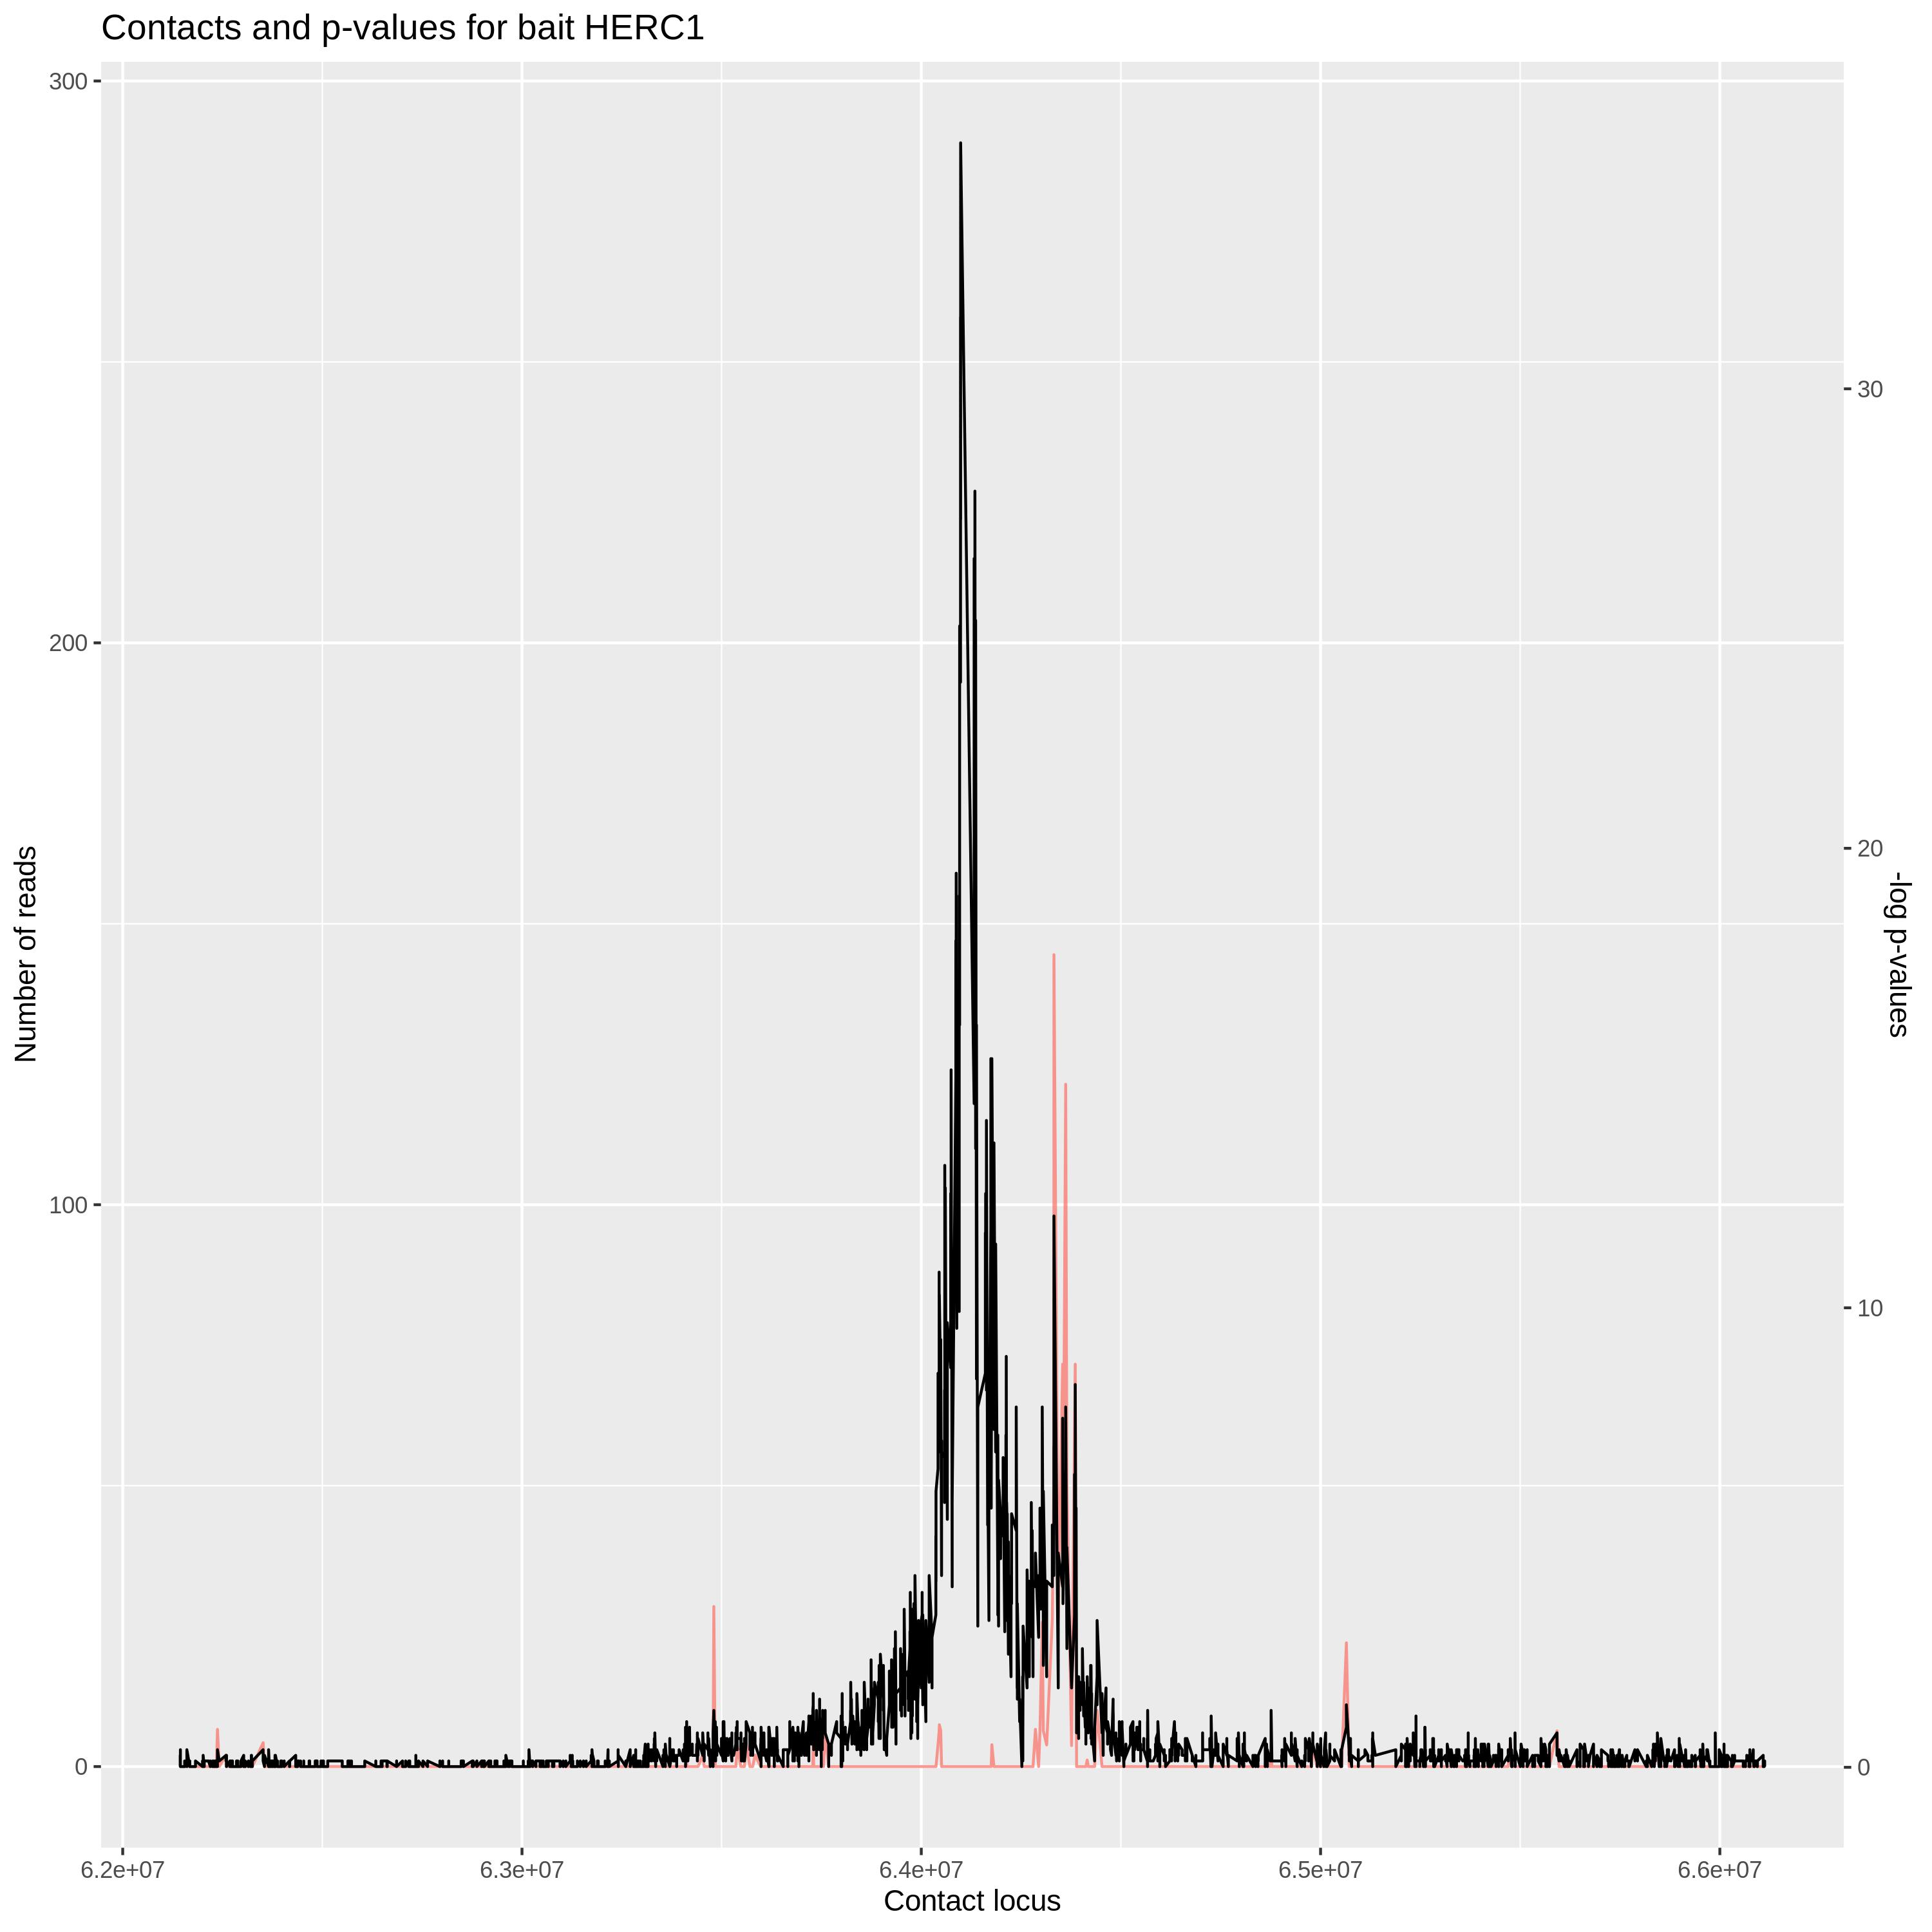 Contacts and p-values for bait HERC1
300
200
100
0
Number of reads
30
20
10
0
-log p-values
6.2e+07
6.3e+07
6.4e+07
6.5e+07
6.6e+07
Contact locus